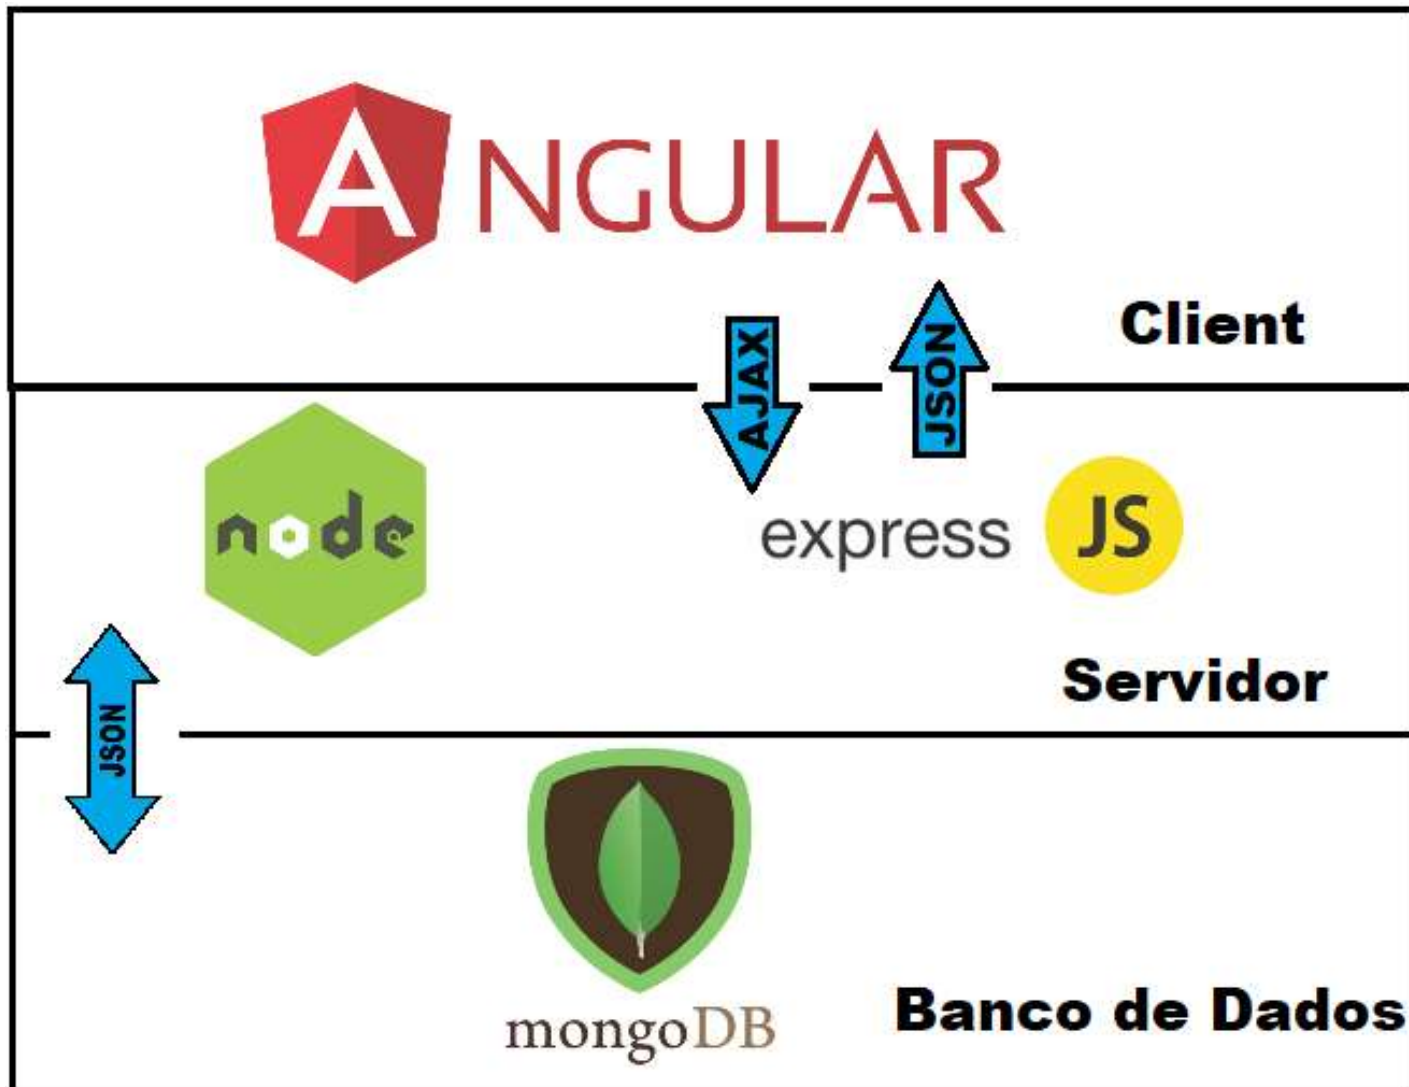 ANGULAR
Client
AJAX
JSON
node
express
JS
Servidor
JSON
mongoDB
Banco de Dados